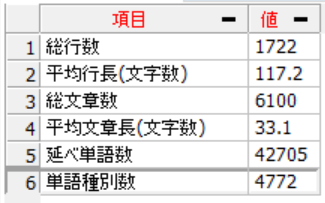 項目 値
1 総行数 1722
2 平均行長(文字数) 117.2
3 総文章数 6100
4 平均文章長(文字数) 33.1
5 延べ単語数 42705
6 単語種別数 4772